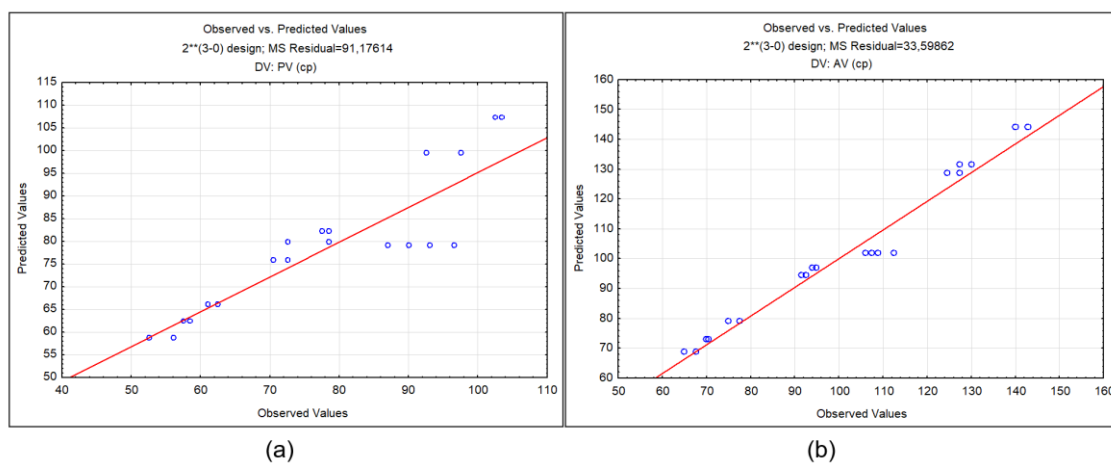 Observed vs. Predicted Values
2**(3-0) design; MS Residual=91,17614
DV: PV (cp)
115
110
105
100
95
90
85
80
75
70
65
60
55
50
Predicted Values
40 50 60 70 80 90 100 110
Observed Values
(a)
Observed vs. Predicted Values
2**(3-0) design; MS Residual=33,59862
DV: AV (cp)
160
150
140
130
120
110
100
90
80
70
60
Predicted Values
50 60 70 80 90 100 110 120 130 140 150 160
Observed Values
(b)